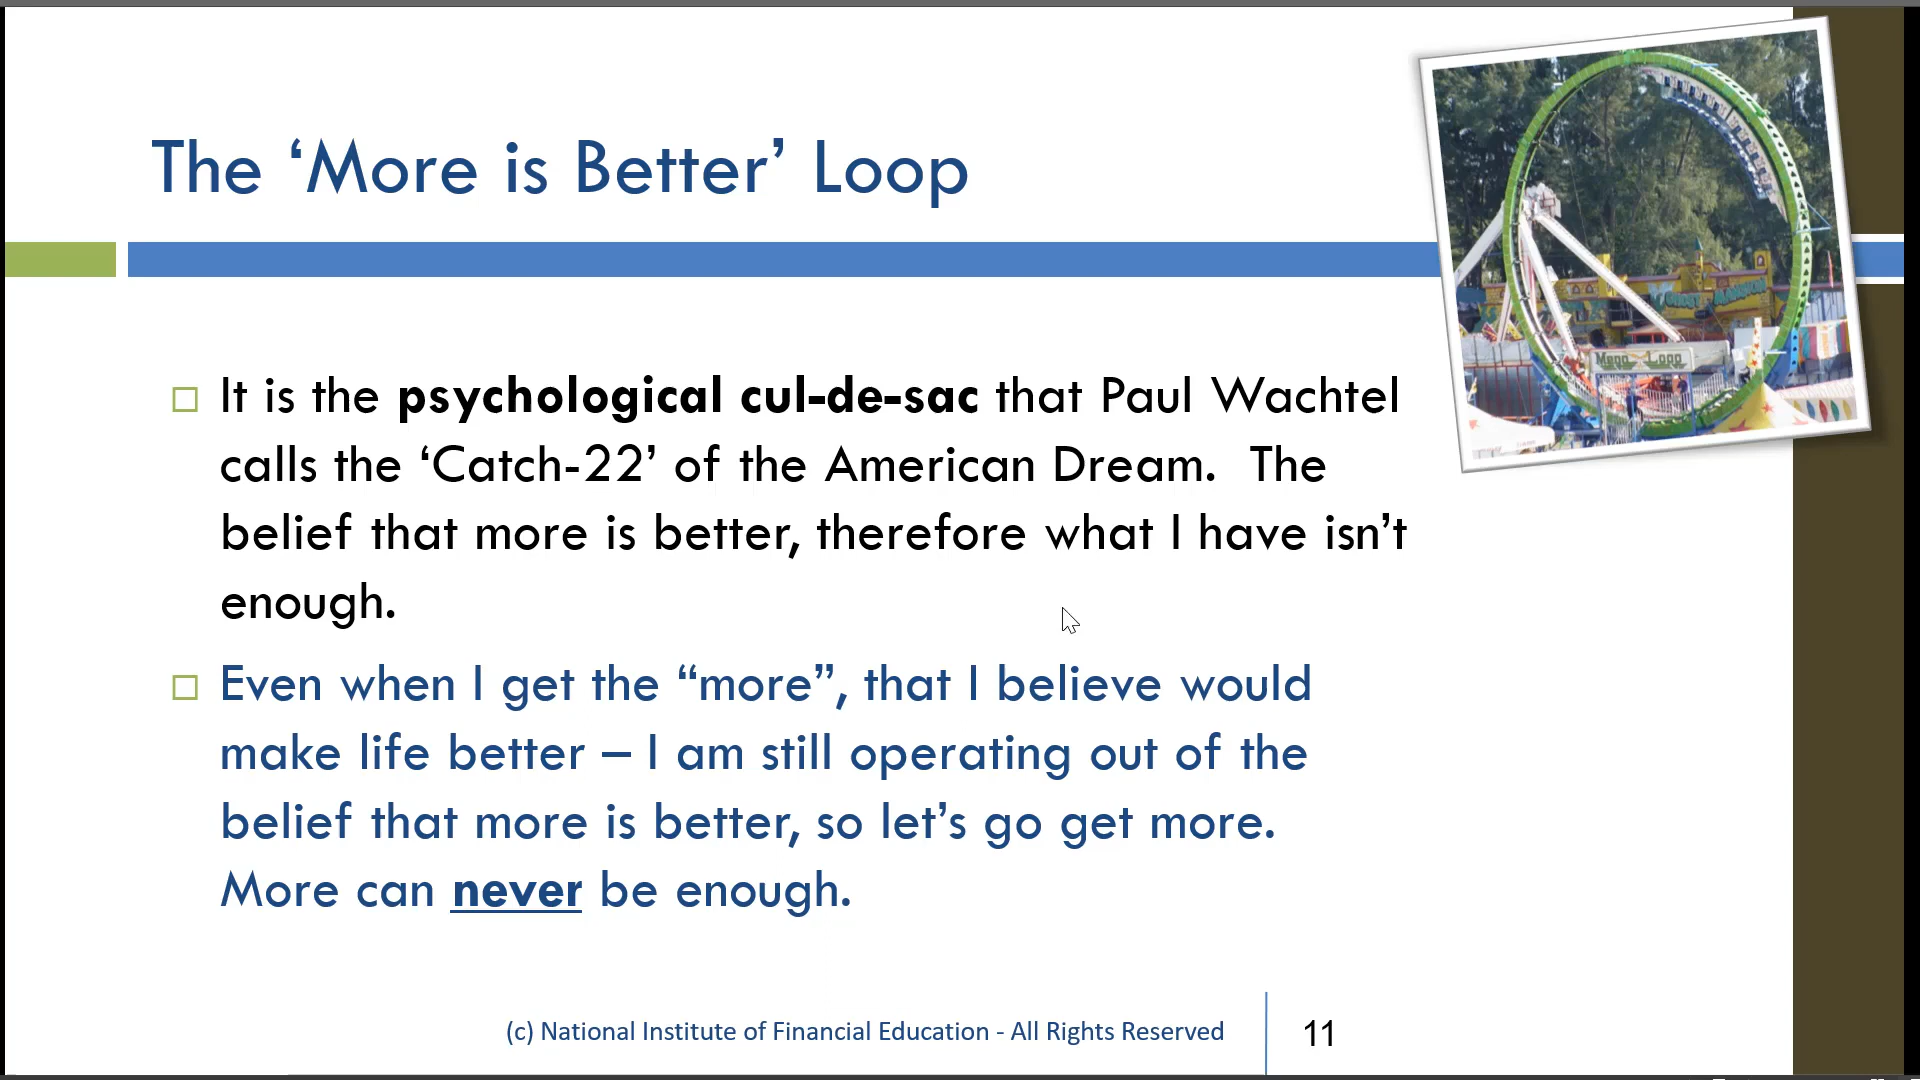 The ‘More is Better’ Loop
It is the psychological cul-de-sac that Paul Wachtel
calls the ‘Catch-22’ of the American Dream.  The
belief that more is better, therefore what I have isn’t
enough.
Even when I get the “more”, that I believe would
make life better – I am still operating out of the
belief that more is better, so let’s go get more.
More can never be enough.
Mega Loop
(c) National Institute of Financial Education - All Rights Reserved
11